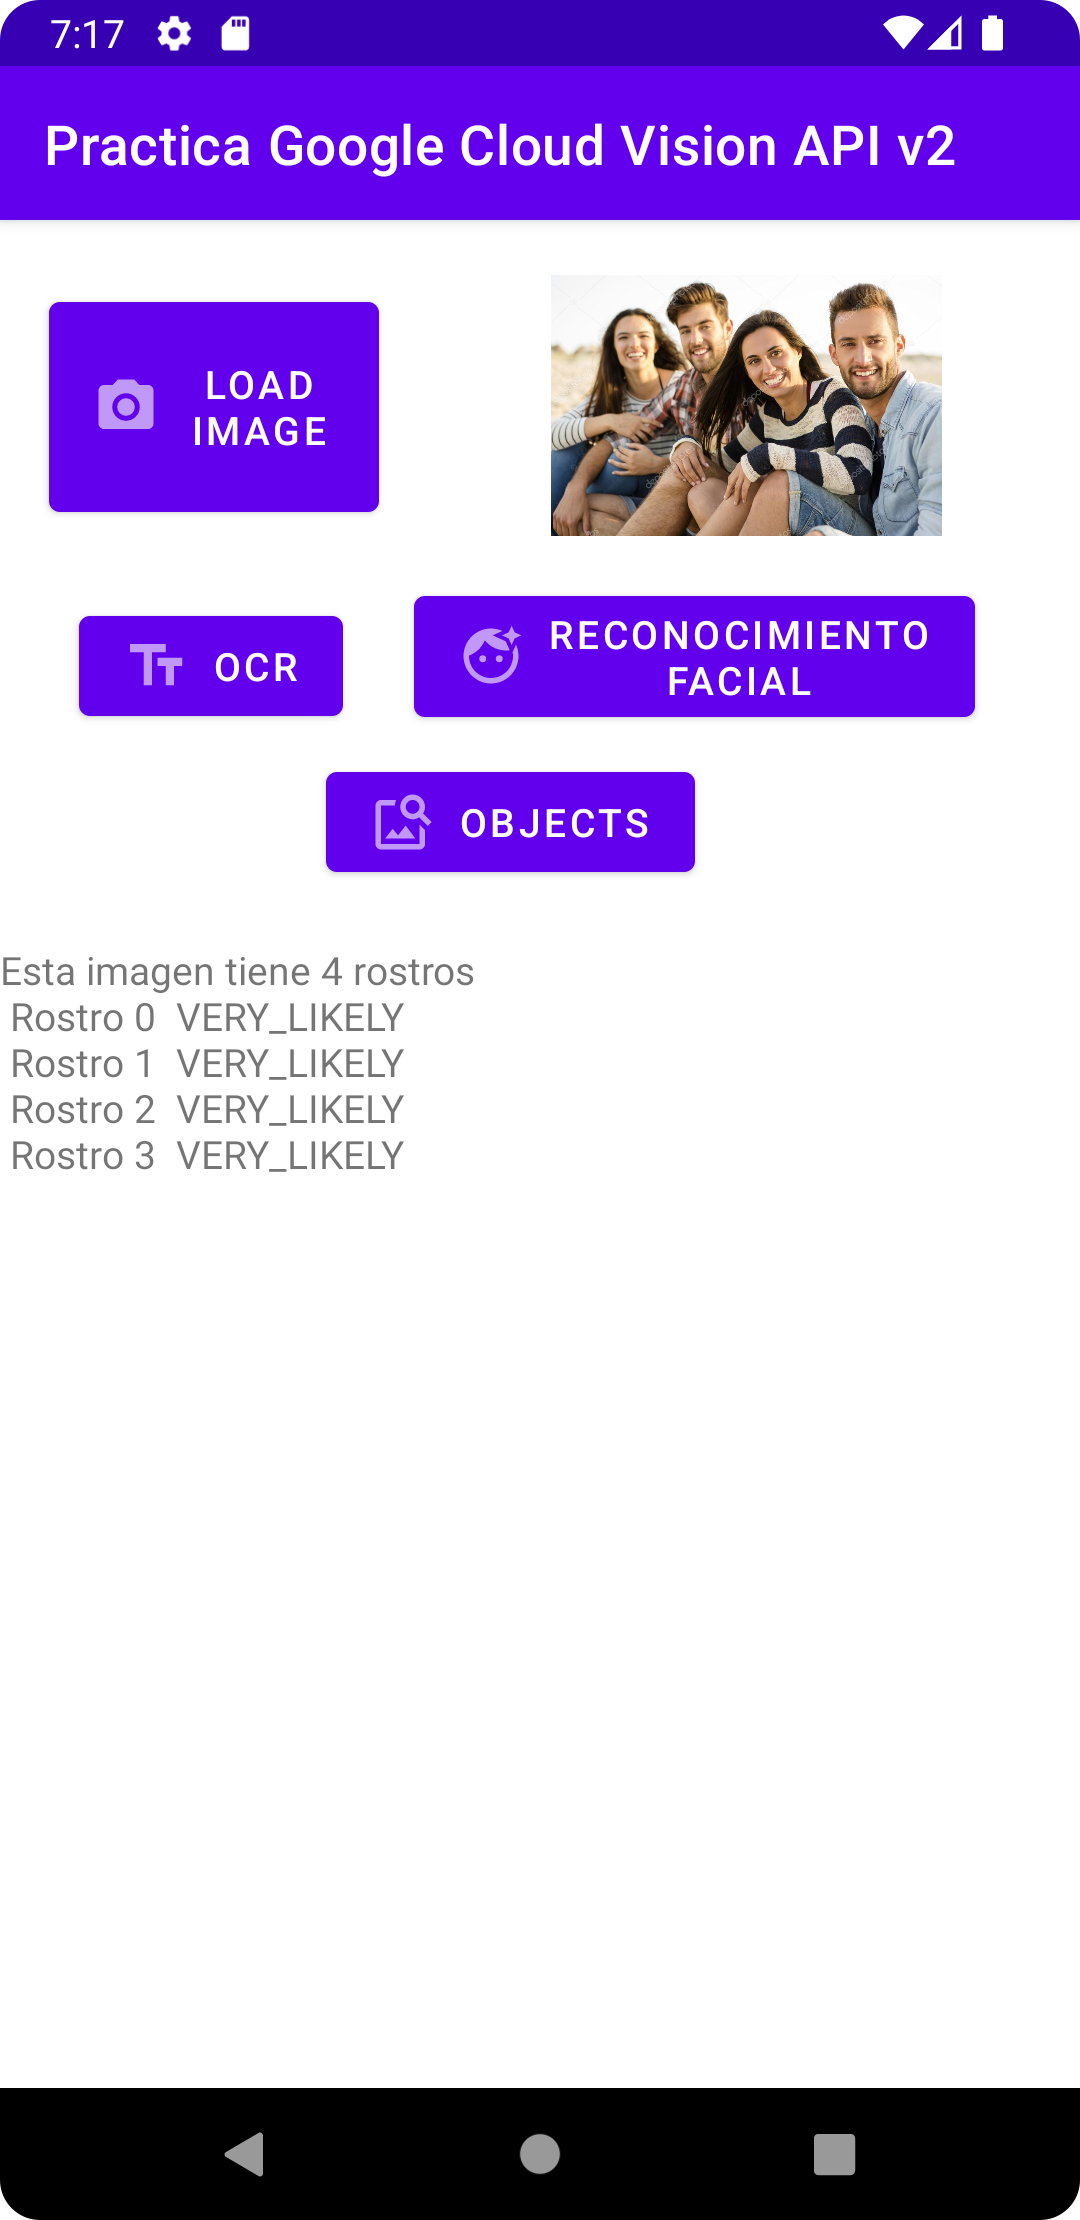 7:17
Practica Google Cloud Vision API v2
LOAD
IMAGE
OCR
RECONOCIMIENTO
FACIAL
OBJECTS
Esta imagen tiene 4 rostros
Rostro 0 VERY_LIKELY
Rostro 1 VERY_LIKELY
Rostro 2 VERY_LIKELY
Rostro 3 VERY_LIKELY